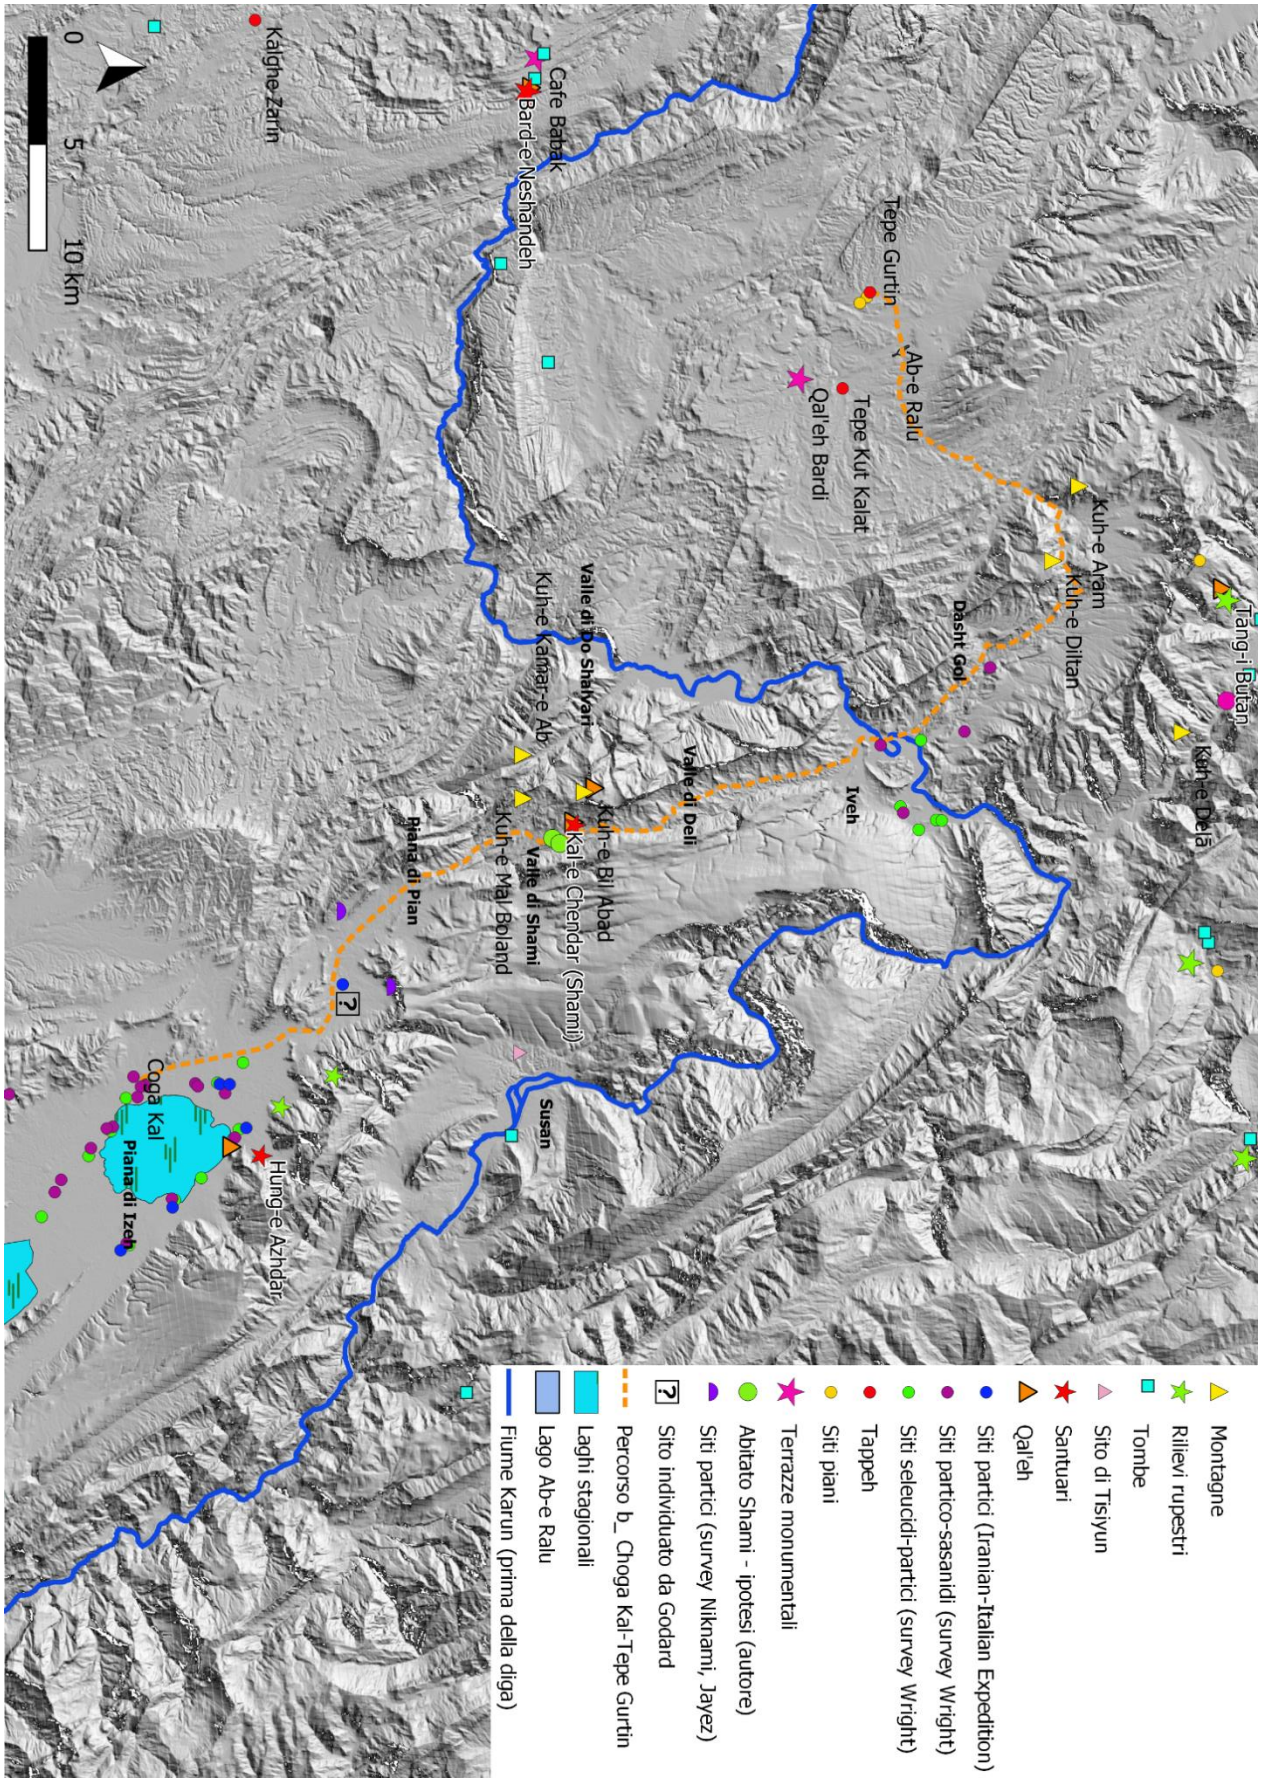 0
5
10 km
Kalghe Zarin
Cafe Babak
Bard-e Neshandeh
Tepe Gurtin
Ab-e Ralu
Tepe Kut Kalat
Qal'eh Bardi
Kuh-e Aram
Kuh-e Diltan
Tang-i Butan
Kuh-e Delā
Dasht Gol
Iveh
Valle di Do Shalvari
Kuh-e Kamar-e Ab
Valle di Deli
Kuh-e Bil Abad
Kal-e Chendar (Shami)
Valle di Shami
Kuh-e Mal Boland
Piana di Pian
?
Susan
Coga Kal
Piana di Izeh
Hung-e Azhdar
Montagne
Rilievi rupestri
Tombe
Sito di Tisiyun
Santuari
Qal'eh
Siti partici (Iranian-Italian Expedition)
Siti partico-sasanidi (survey Wright)
Siti seleucidi-partici (survey Wright)
Tappeh
Siti piani
Terrazze monumentali
Abitato Shami - ipotesi (autore)
Siti partici (survey Niknami, Jayez)
? Sito individuato da Godard
Percorso b_ Choga Kal-Tepe Gurtin
Laghi stagionali
Lago Ab-e Ralu
Fiume Karun (prima della diga)